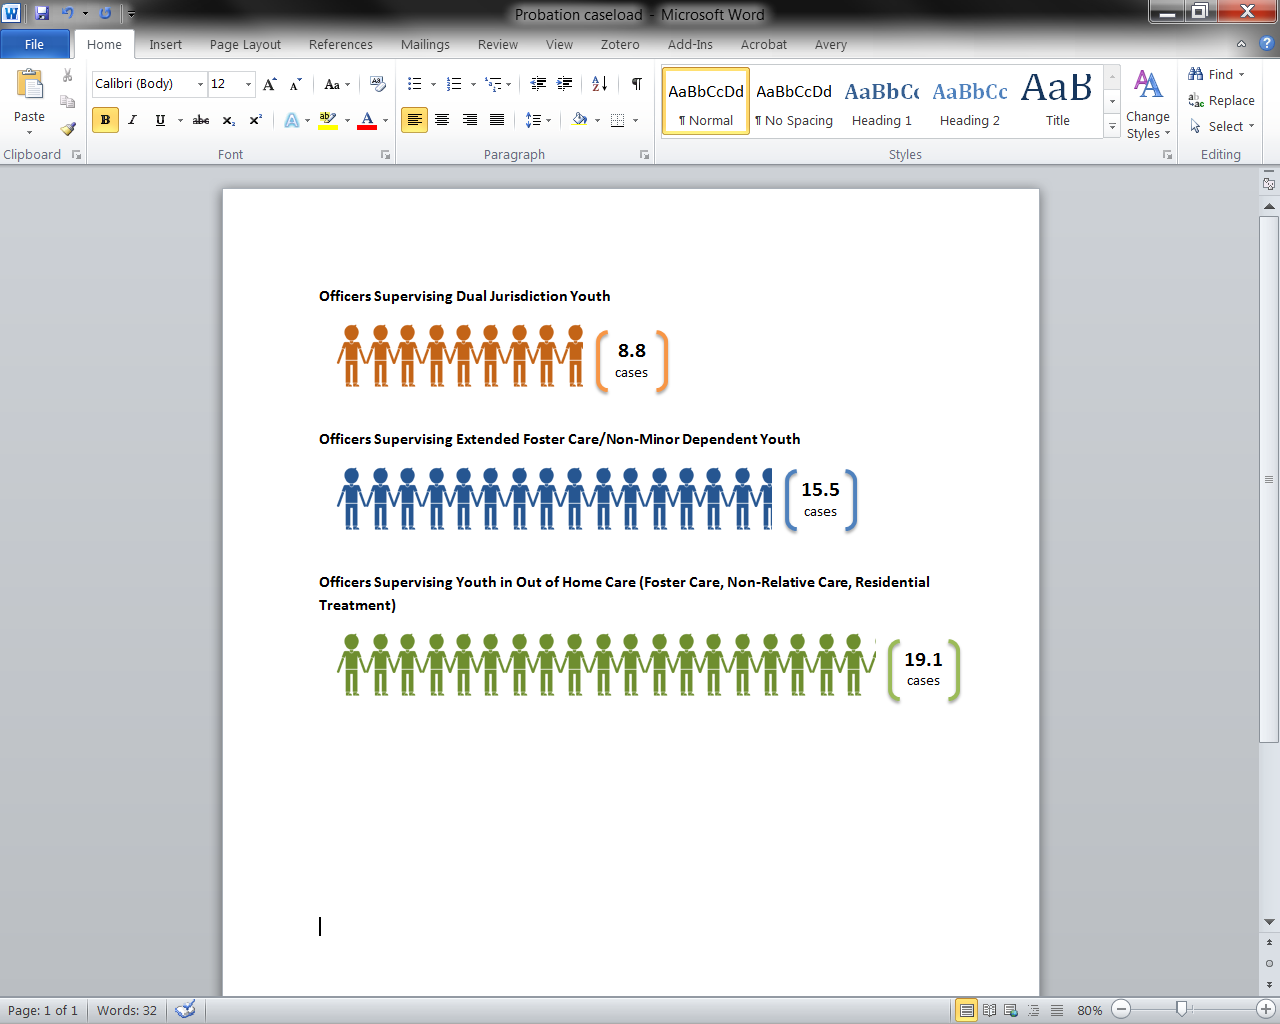 Probation caseload - Microsoft Word
File Home Insert Page Layout References Mailings Review View Zotero Add-Ins Acrobat Avery
Calibri (Body) 12 A A Aa AaBbCcDd AaBbCcDd AaBbCc AaBbCc AaB Find
Paste B I U abc x₂ x² A ab A ¶ Normal ¶ No Spacing Heading 1 Heading 2 Title Change Styles Replace
Select
Clipboard Font Paragraph Styles Editing
Officers Supervising Dual Jurisdiction Youth
8.8
cases
Officers Supervising Extended Foster Care/Non-Minor Dependent Youth
15.5
cases
Officers Supervising Youth in Out of Home Care (Foster Care, Non-Relative Care, Residential
Treatment)
19.1
cases
Page: 1 of 1 Words: 32 80%